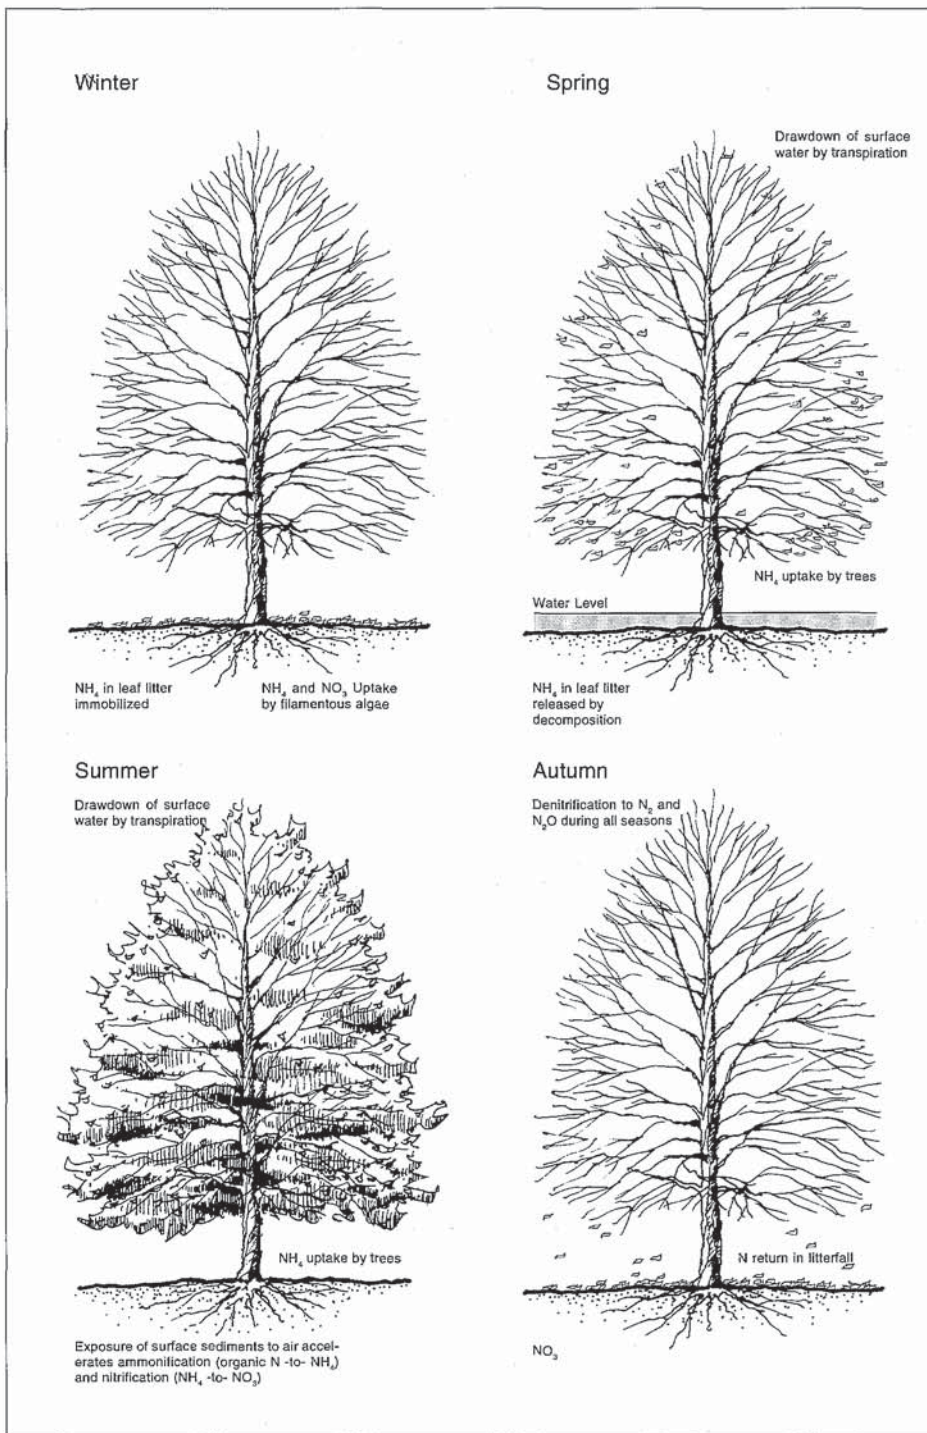 Winter
NH₄ in leaf litter
immobilized
NH₄ and NO₃ Uptake
by filamentous algae
Spring
Drawdown of surface
water by transpiration
NH₄ uptake by trees
Water Level
NH₄ in leaf litter
released by
decomposition
Summer
Drawdown of surface
water by transpiration
NH₄ uptake by trees
Exposure of surface sediments to air accel-
erates ammonification (organic N -to- NH₄)
and nitrification (NH₄ -to- NO₃)
Autumn
Denitrification to N₂ and
N₂O during all seasons
N return in litterfall
NO₃